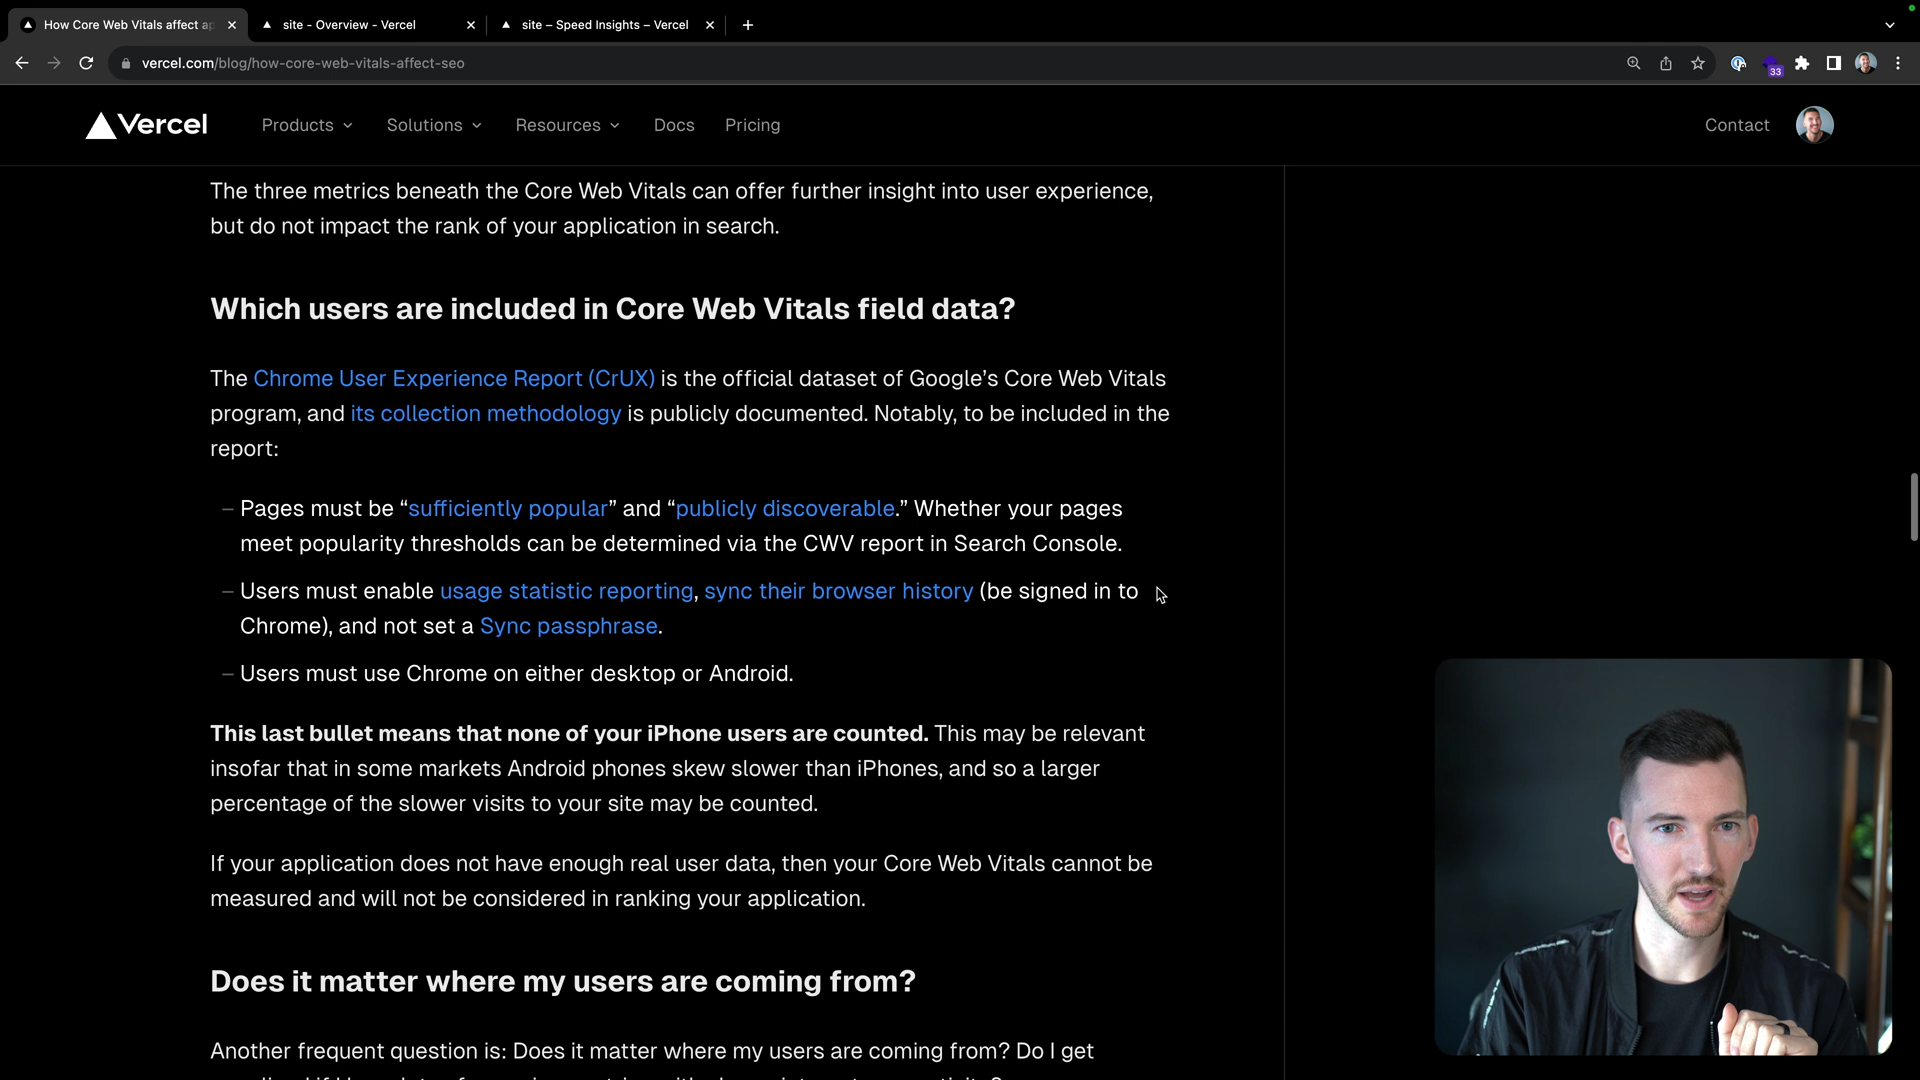 How Core Web Vitals affect ap
site - Overview - Vercel
site – Speed Insights – Vercel
vercel.com/blog/how-core-web-vitals-affect-seo
33
Vercel
Products
Solutions
Resources
Docs
Pricing
Contact
The three metrics beneath the Core Web Vitals can offer further insight into user experience,
but do not impact the rank of your application in search.
Which users are included in Core Web Vitals field data?
The Chrome User Experience Report (CrUX) is the official dataset of Google’s Core Web Vitals
program, and its collection methodology is publicly documented. Notably, to be included in the
report:
– Pages must be “sufficiently popular” and “publicly discoverable.” Whether your pages
meet popularity thresholds can be determined via the CWV report in Search Console.
– Users must enable usage statistic reporting, sync their browser history (be signed in to
Chrome), and not set a Sync passphrase.
– Users must use Chrome on either desktop or Android.
This last bullet means that none of your iPhone users are counted. This may be relevant
insofar that in some markets Android phones skew slower than iPhones, and so a larger
percentage of the slower visits to your site may be counted.
If your application does not have enough real user data, then your Core Web Vitals cannot be
measured and will not be considered in ranking your application.
Does it matter where my users are coming from?
Another frequent question is: Does it matter where my users are coming from? Do I get